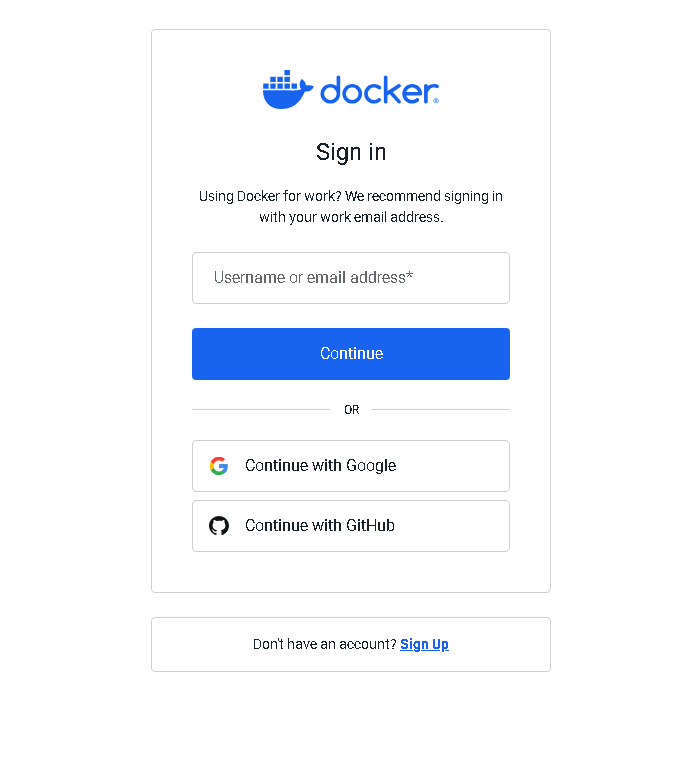 docker
Sign in
Using Docker for work? We recommend signing in
with your work email address.
Username or email address*
Continue
OR
Continue with Google
Continue with GitHub
Don't have an account? Sign Up